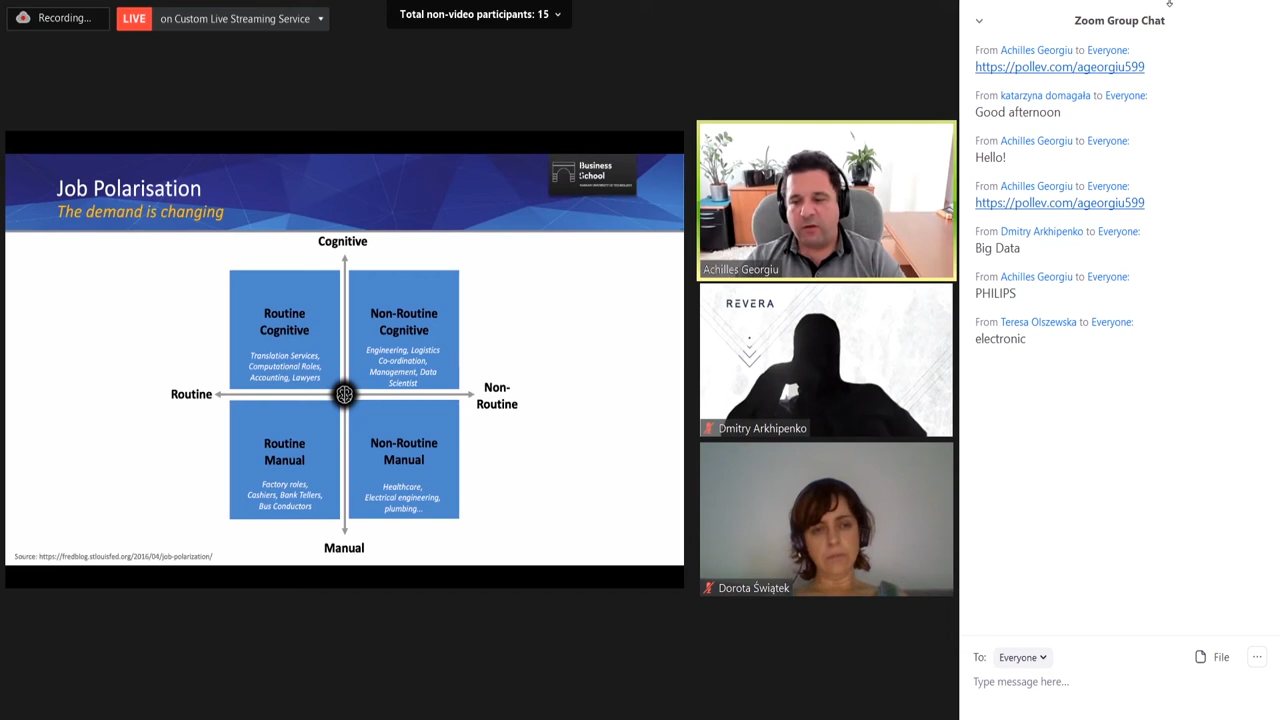 Recording...
LIVE
on Custom Live Streaming Service
Total non-video participants: 15
Job Polarisation
The demand is changing
Business
School
WARSAW UNIVERSITY OF TECHNOLOGY
Cognitive
Routine
Cognitive
Translation Services,
Computational Roles,
Accounting, Lawyers
Non-Routine
Cognitive
Engineering, Logistics
Co-ordination,
Management, Data
Scientist
Routine
Non-
Routine
Routine
Manual
Factory roles,
Cashiers, Bank Tellers,
Bus Conductors
Non-Routine
Manual
Healthcare,
Electrical engineering,
plumbing...
Manual
Source: https://fredblog.stlouisfed.org/2016/04/job-polarization/
Achilles Georgiu
REVERA
Dmitry Arkhipenko
Dorota Świątek
Zoom Group Chat
From Achilles Georgiu to Everyone:
https://pollev.com/ageorgiu599
From katarzyna domagała to Everyone:
Good afternoon
From Achilles Georgiu to Everyone:
Hello!
From Achilles Georgiu to Everyone:
https://pollev.com/ageorgiu599
From Dmitry Arkhipenko to Everyone:
Big Data
From Achilles Georgiu to Everyone:
PHILIPS
From Teresa Olszewska to Everyone:
electronic
To: Everyone
File
Type message here...